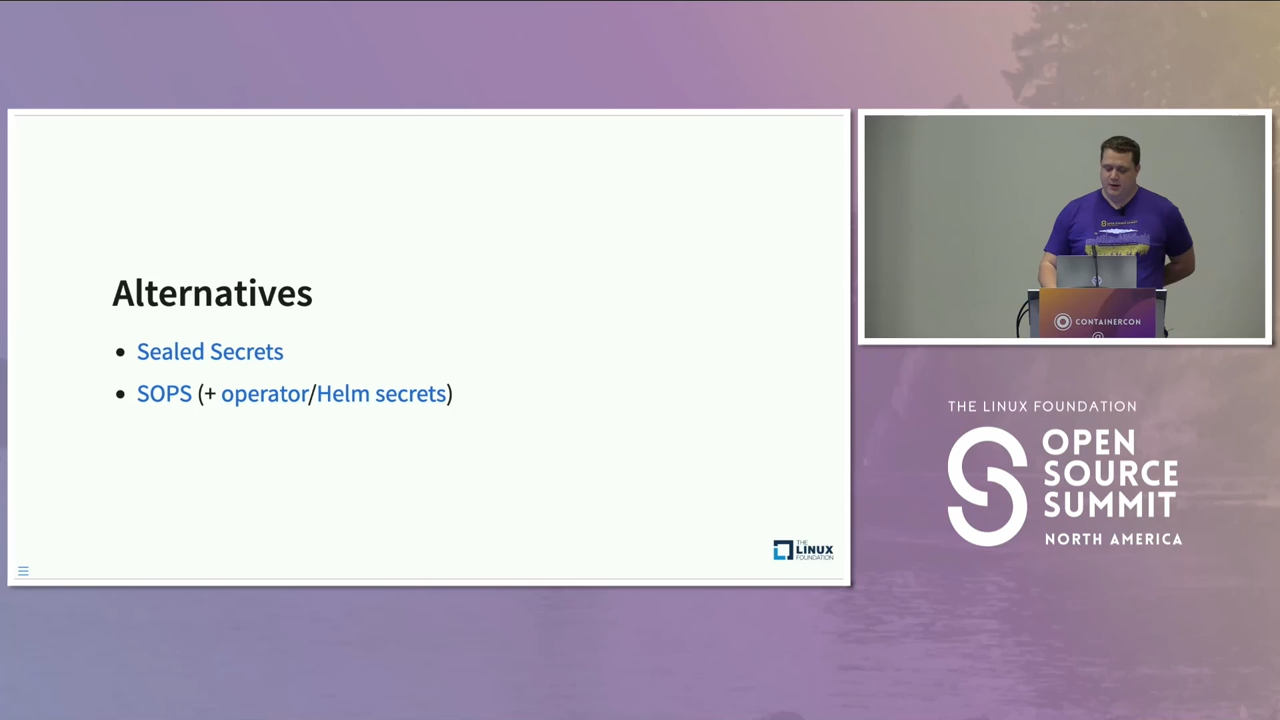 Alternatives
Sealed Secrets
SOPS (+ operator/Helm secrets)
THE
LINUX
FOUNDATION
CONTAINERCON
THE LINUX FOUNDATION
OPEN
SOURCE
SUMMIT
NORTH AMERICA